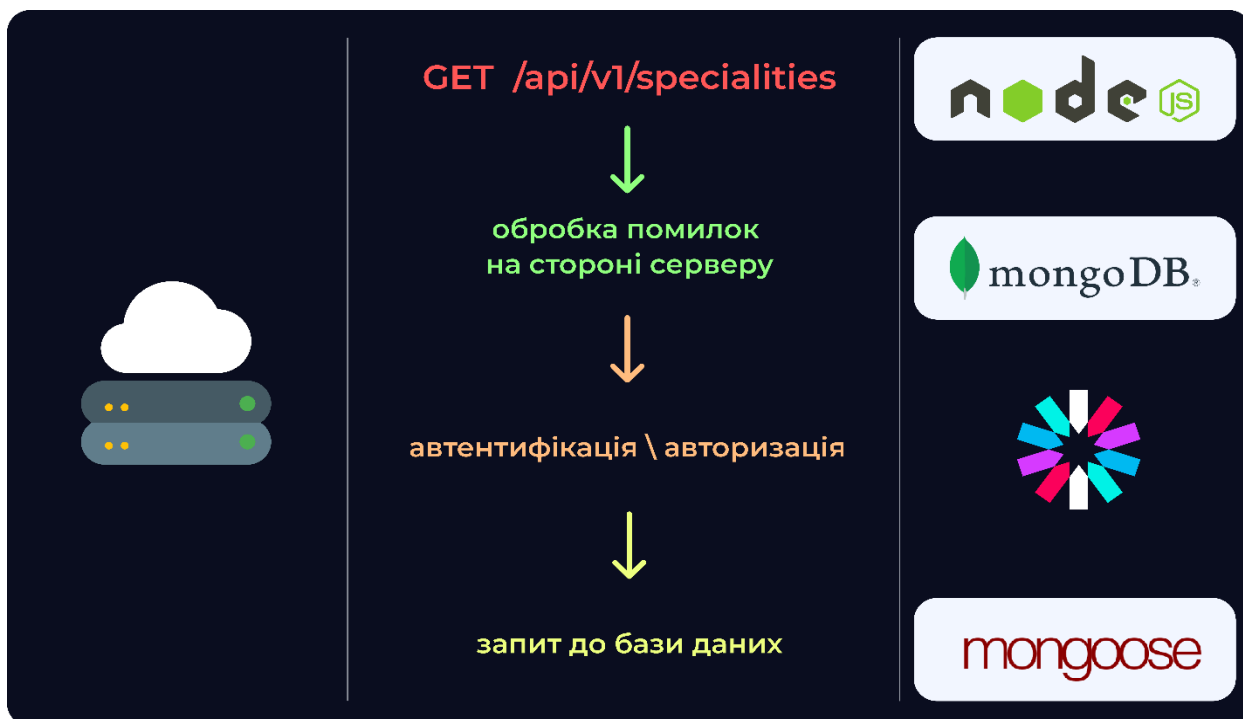 GET /api/v1/specialities
обробка помилок
на стороні серверу
автентифікація \ авторизація
запит до бази даних
node JS
mongoDB®
mongoose